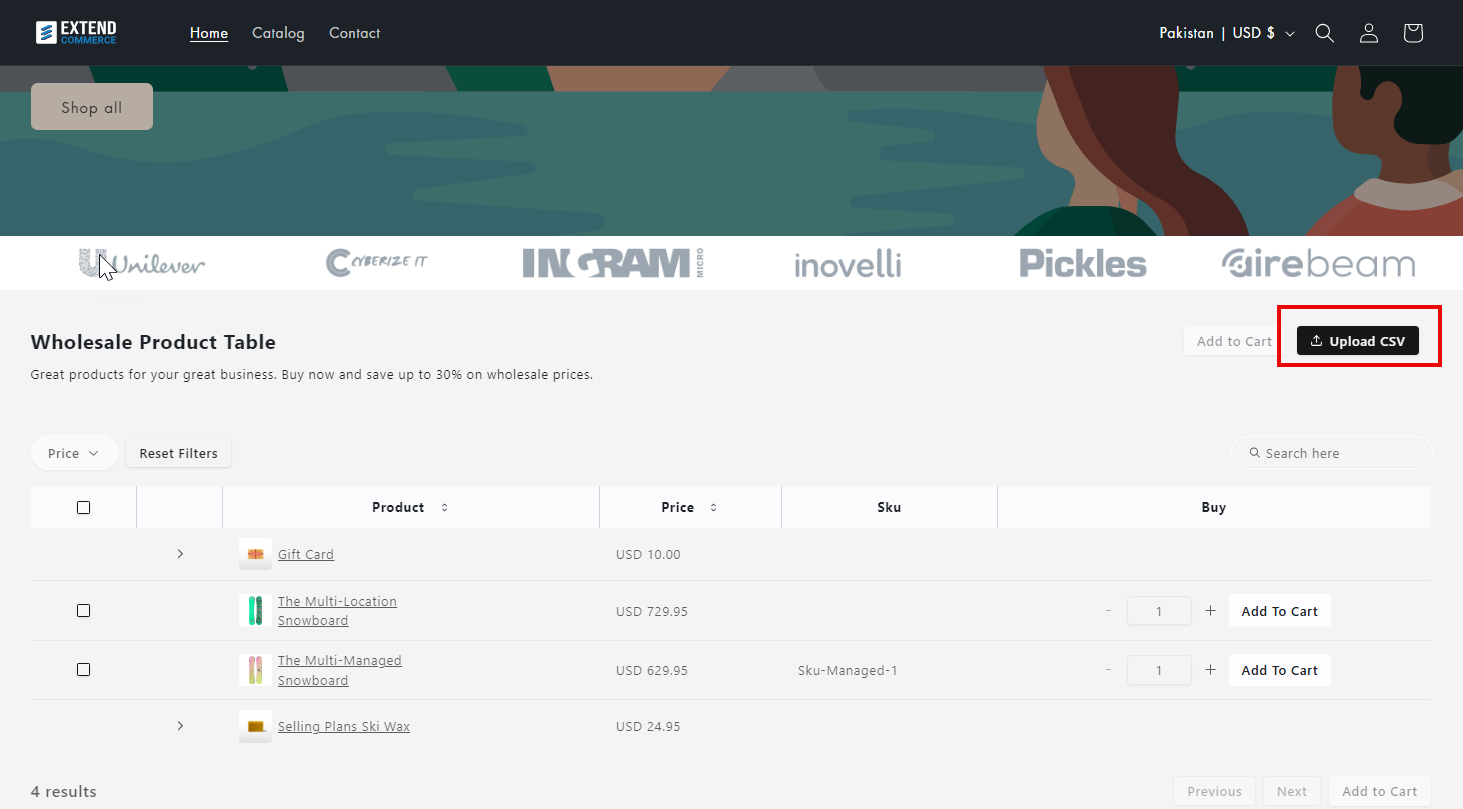 EXTEND
COMMERCE
Home Catalog Contact
Pakistan | USD $
Shop all
Unilever
CYBERIZE IT
INGRAM MICRO
inovelli
Pickles
airebeam
Wholesale Product Table
Add to Cart
Upload CSV
Great products for your great business. Buy now and save up to 30% on wholesale prices.
Price
Reset Filters
Search here
Product Price Sku Buy
Gift Card USD 10.00
The Multi-Location
Snowboard
USD 729.95
- 1 + Add To Cart
The Multi-Managed
Snowboard
USD 629.95
Sku-Managed-1
- 1 + Add To Cart
Selling Plans Ski Wax USD 24.95
4 results
Previous Next Add to Cart